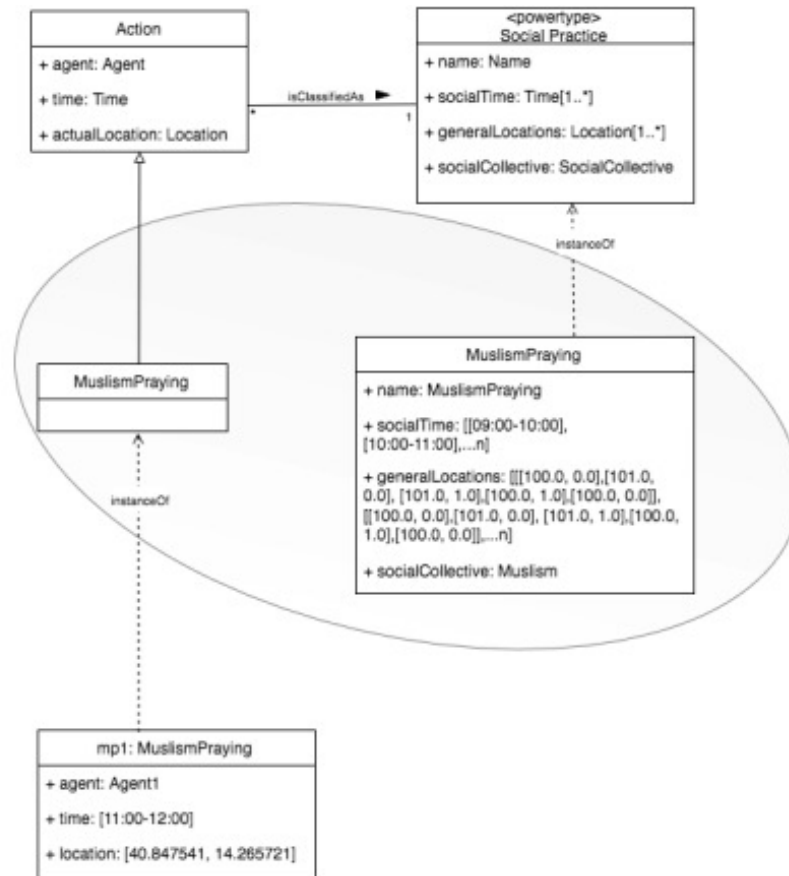 Action
+ agent: Agent
+ time: Time
+ actualLocation: Location
isClassifiedAs
*
1
<powertype>
Social Practice
+ name: Name
+ socialTime: Time[1..*]
+ generalLocations: Location[1..*]
+ socialCollective: SocialCollective
instanceOf
MuslismPraying
MuslismPraying
+ name: MuslismPraying
+ socialTime: [[09:00-10:00],
[10:00-11:00],...n]
+ generalLocations: [[[100.0, 0.0],[101.0,
0.0], [101.0, 1.0],[100.0, 1.0],[100.0, 0.0]],
[[100.0, 0.0],[101.0, 0.0], [101.0, 1.0],[100.0,
1.0],[100.0, 0.0]],...n]
+ socialCollective: Muslism
instanceOf
mp1: MuslismPraying
+ agent: Agent1
+ time: [11:00-12:00]
+ location: [40.847541, 14.265721]